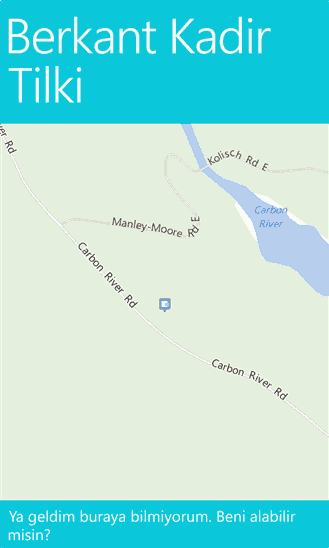 Berkant Kadir
Tilki
Kolisch Rd E
Carbon
River
Manley-Moore Rd E
Carbon River Rd
Carbon River Rd
Ya geldim buraya bilmiyorum. Beni alabilir
misin?